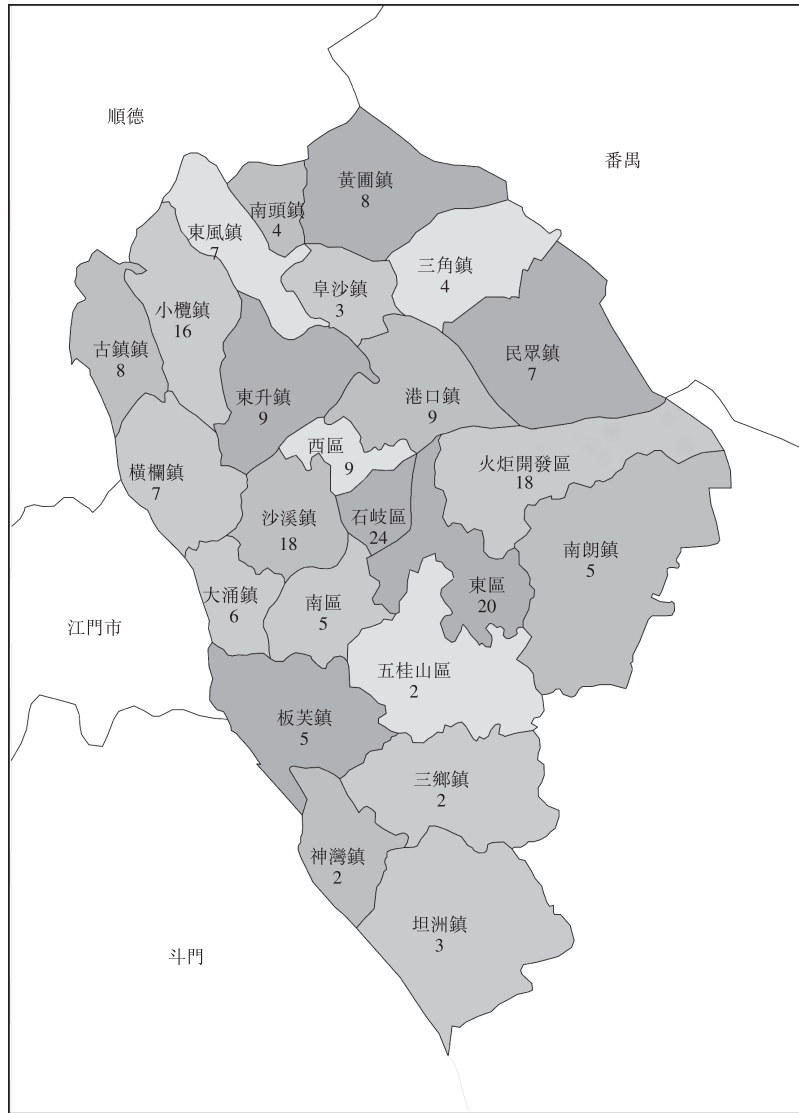 順德
番禺
黃圃鎮
8
南頭鎮
4
東風鎮
7
三角鎮
4
阜沙鎮
3
小欖鎮
16
古鎮鎮
8
民眾鎮
7
東升鎮
9
港口鎮
9
西區
9
火炬開發區
18
橫欄鎮
7
沙溪鎮
18
石岐區
24
南朗鎮
5
東區
20
大涌鎮
6
南區
5
江門市
五桂山區
2
板芙鎮
5
三鄉鎮
2
神灣鎮
2
坦洲鎮
3
斗門